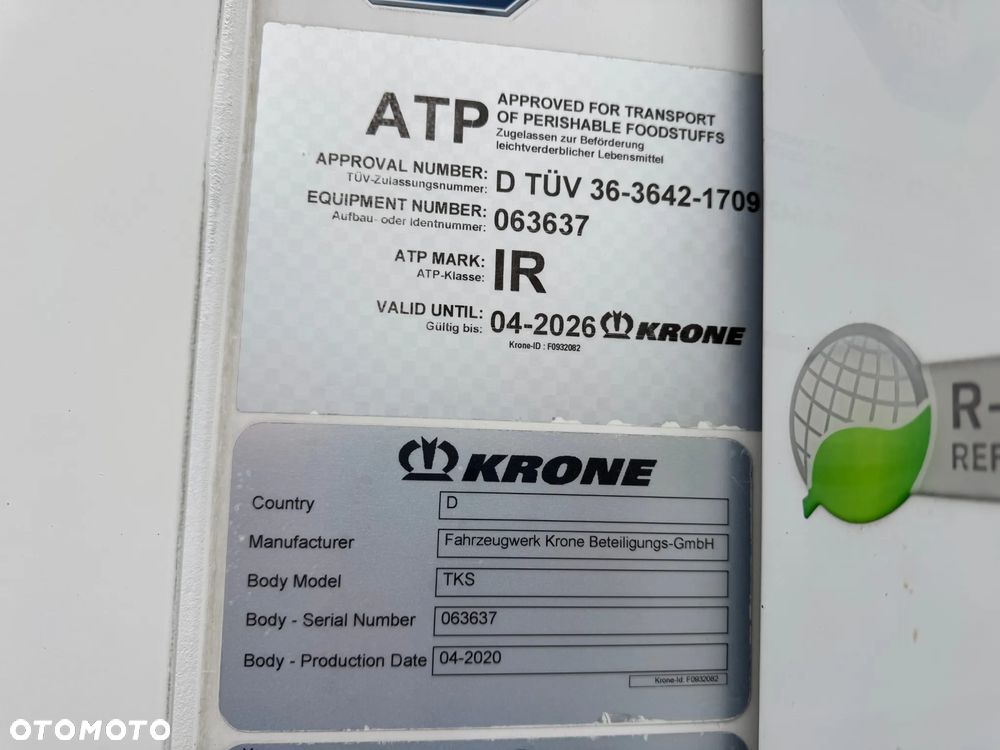 ATP
APPROVED FOR TRANSPORT
OF PERISHABLE FOODSTUFFS
Zugelassen zur Beförderung
leichtverderblicher Lebensmittel
APPROVAL NUMBER: D TÜV 36-3642-1709
TÜV-Zulassungsnummer:
EQUIPMENT NUMBER: 063637
Aufbau- oder Identnummer:
ATP MARK: IR
ATP-Klasse:
VALID UNTIL: 04-2026 KRONE
Gültig bis:
Krone-ID : F0932082
KRONE
Country D
Manufacturer Fahrzeugwerk Krone Beteiligungs-GmbH
Body Model TKS
Body - Serial Number 063637
Body - Production Date 04-2020
Krone-Id: F0932082
R-
REF
OTOMOTO